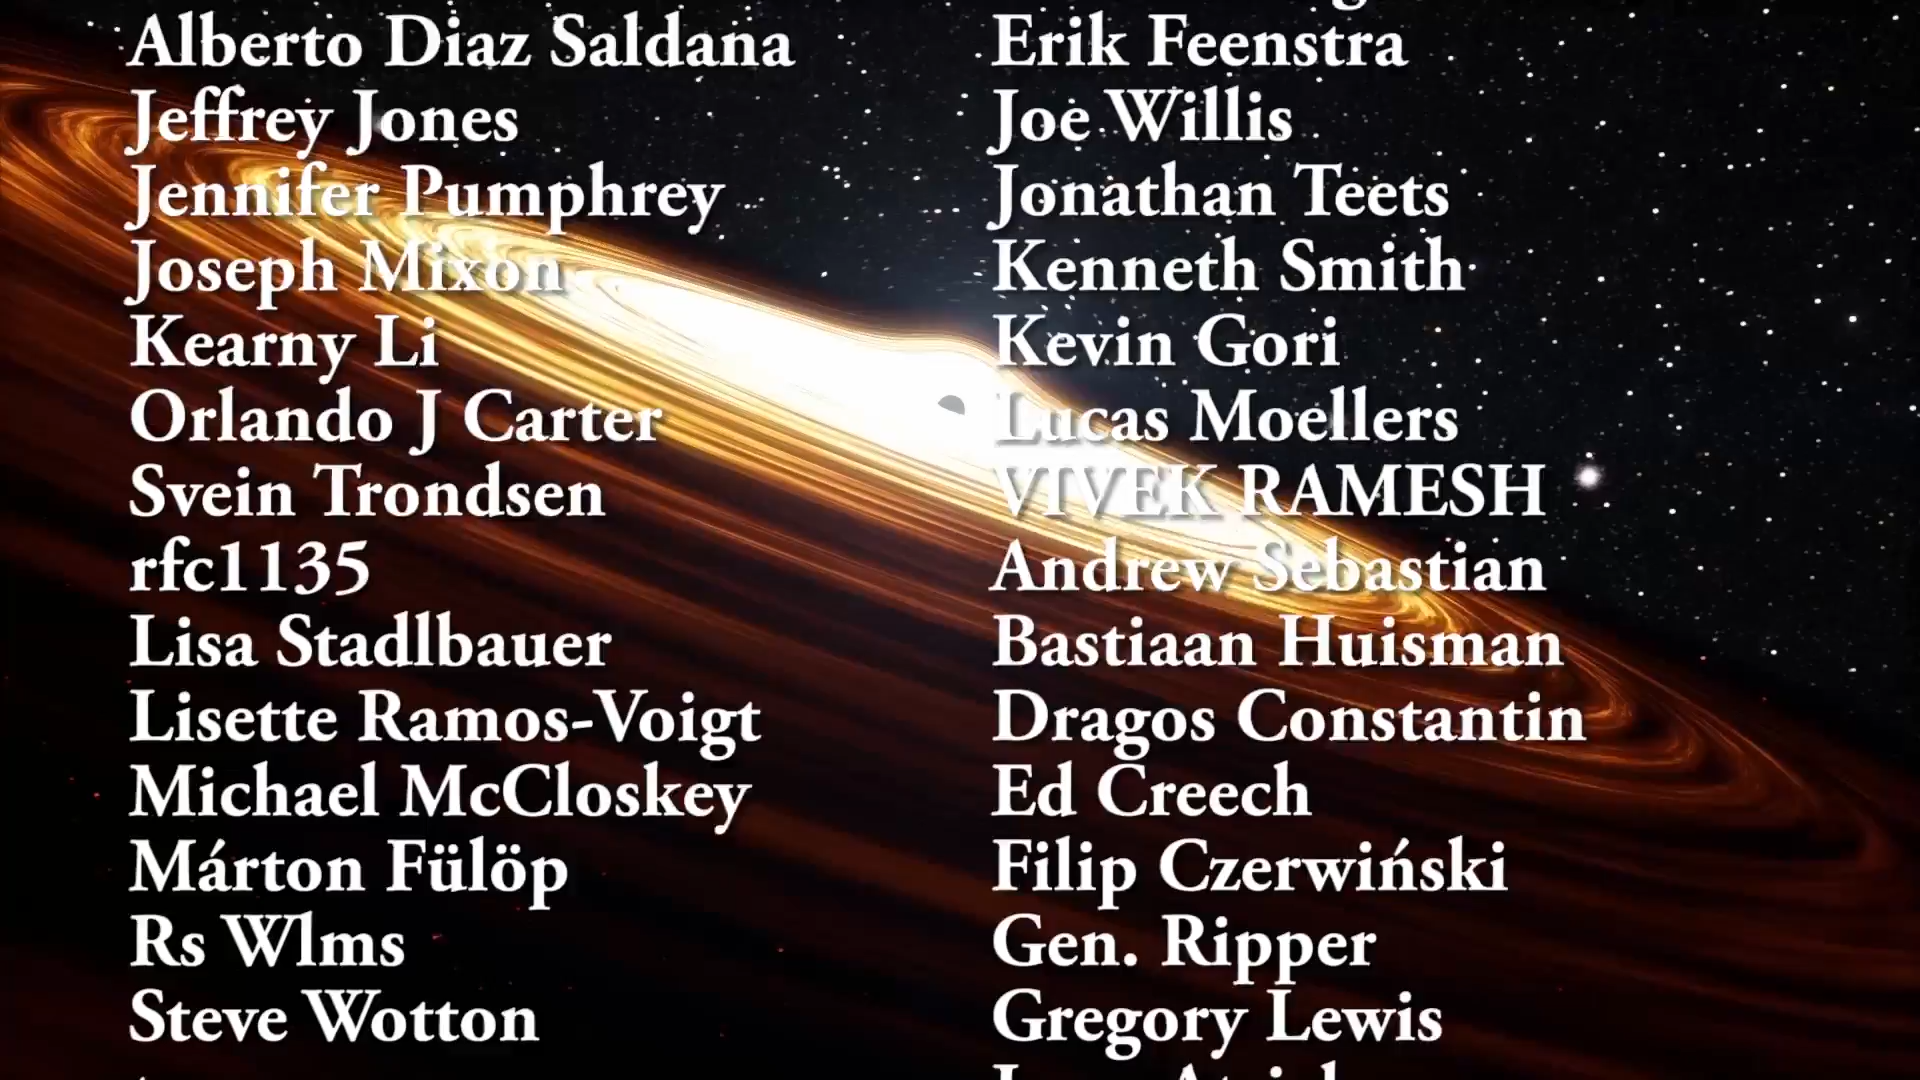 Alberto Diaz Saldana
Jeffrey Jones
Jennifer Pumphrey
Joseph Mixon
Kearny Li
Orlando J Carter
Svein Trondsen
rfc1135
Lisa Stadlbauer
Lisette Ramos-Voigt
Michael McCloskey
Márton Fülöp
Rs Wlms
Steve Wotton
Erik Feenstra
Joe Willis
Jonathan Teets
Kenneth Smith
Kevin Gori
Lucas Moellers
VIVEK RAMESH
Andrew Sebastian
Bastiaan Huisman
Dragos Constantin
Ed Creech
Filip Czerwiński
Gen. Ripper
Gregory Lewis